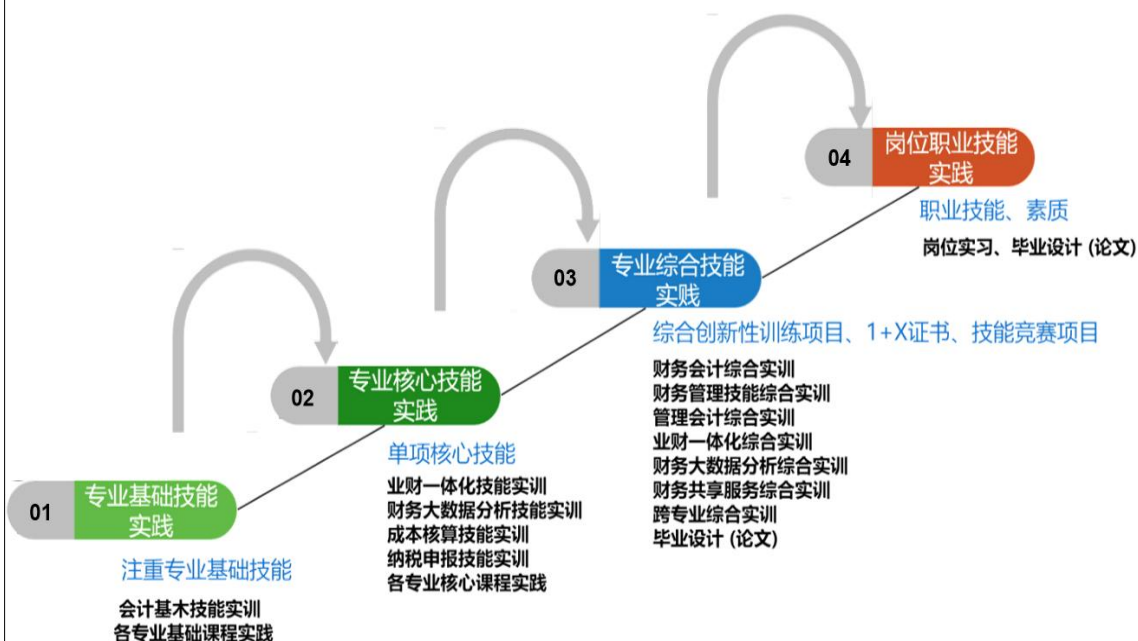 01
专业基础技能
实践
注重专业基础技能
会计基木技能实训
各专业基础课程实践
02
专业核心技能
实践
单项核心技能
业财一体化技能实训
财务大数据分析技能实训
成本核算技能实训
纳税申报技能实训
各专业核心课程实践
03
专业综合技能
实贱
综合创新性训练项目、1+X证书、技能竞赛项目
财务会计综合实训
财务管理技能综合实训
管理会计综合实训
业财一体化综合实训
财务大数据分析综合实训
财务共享服务综合实训
跨专业综合实训
毕业设计 (论文)
04
岗位职业技能
实践
职业技能、素质
岗位实习、毕业设计 (论文)